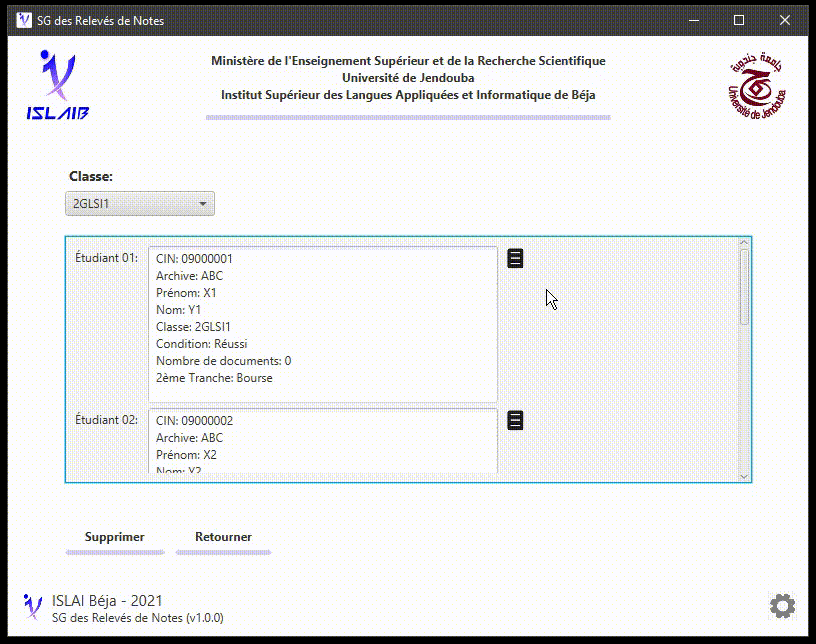 SG des Relevés de Notes
ISLAIB
Ministère de l'Enseignement Supérieur et de la Recherche Scientifique
Université de Jendouba
Institut Supérieur des Langues Appliquées et Informatique de Béja
جامعة جندوبة
Université de Jendouba
Classe:
2GLSI1
Étudiant 01:
CIN: 09000001
Archive: ABC
Prénom: X1
Nom: Y1
Classe: 2GLSI1
Condition: Réussi
Nombre de documents: 0
2ème Tranche: Bourse
Étudiant 02:
CIN: 09000002
Archive: ABC
Prénom: X2
Nom: Y2
Supprimer
Retourner
ISLAI Béja - 2021
SG des Relevés de Notes (v1.0.0)